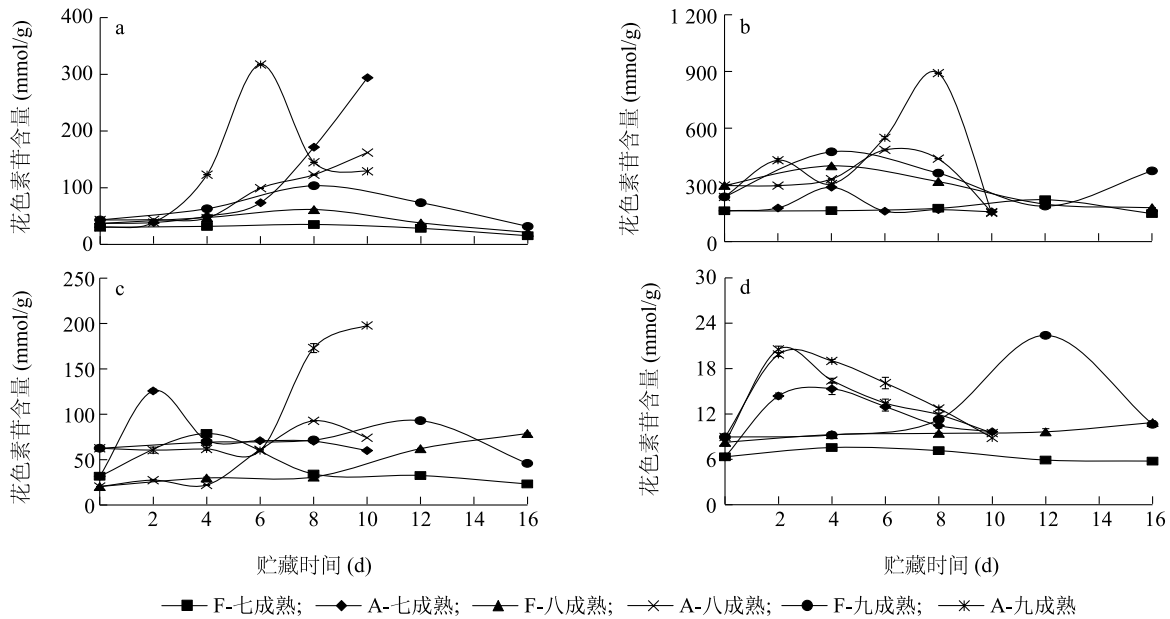 a
花色素苷含量 (mmol/g)
400
300
200
100
0
b
花色素苷含量 (mmol/g)
1 200
900
600
300
0
c
花色素苷含量 (mmol/g)
250
200
150
100
50
0
2 4 6 8 10 12 14 16
贮藏时间 (d)
d
花色素苷含量 (mmol/g)
30
24
18
12
6
0
2 4 6 8 10 12 14 16
贮藏时间 (d)
F-七成熟; A-七成熟; F-八成熟; A-八成熟; F-九成熟; A-九成熟